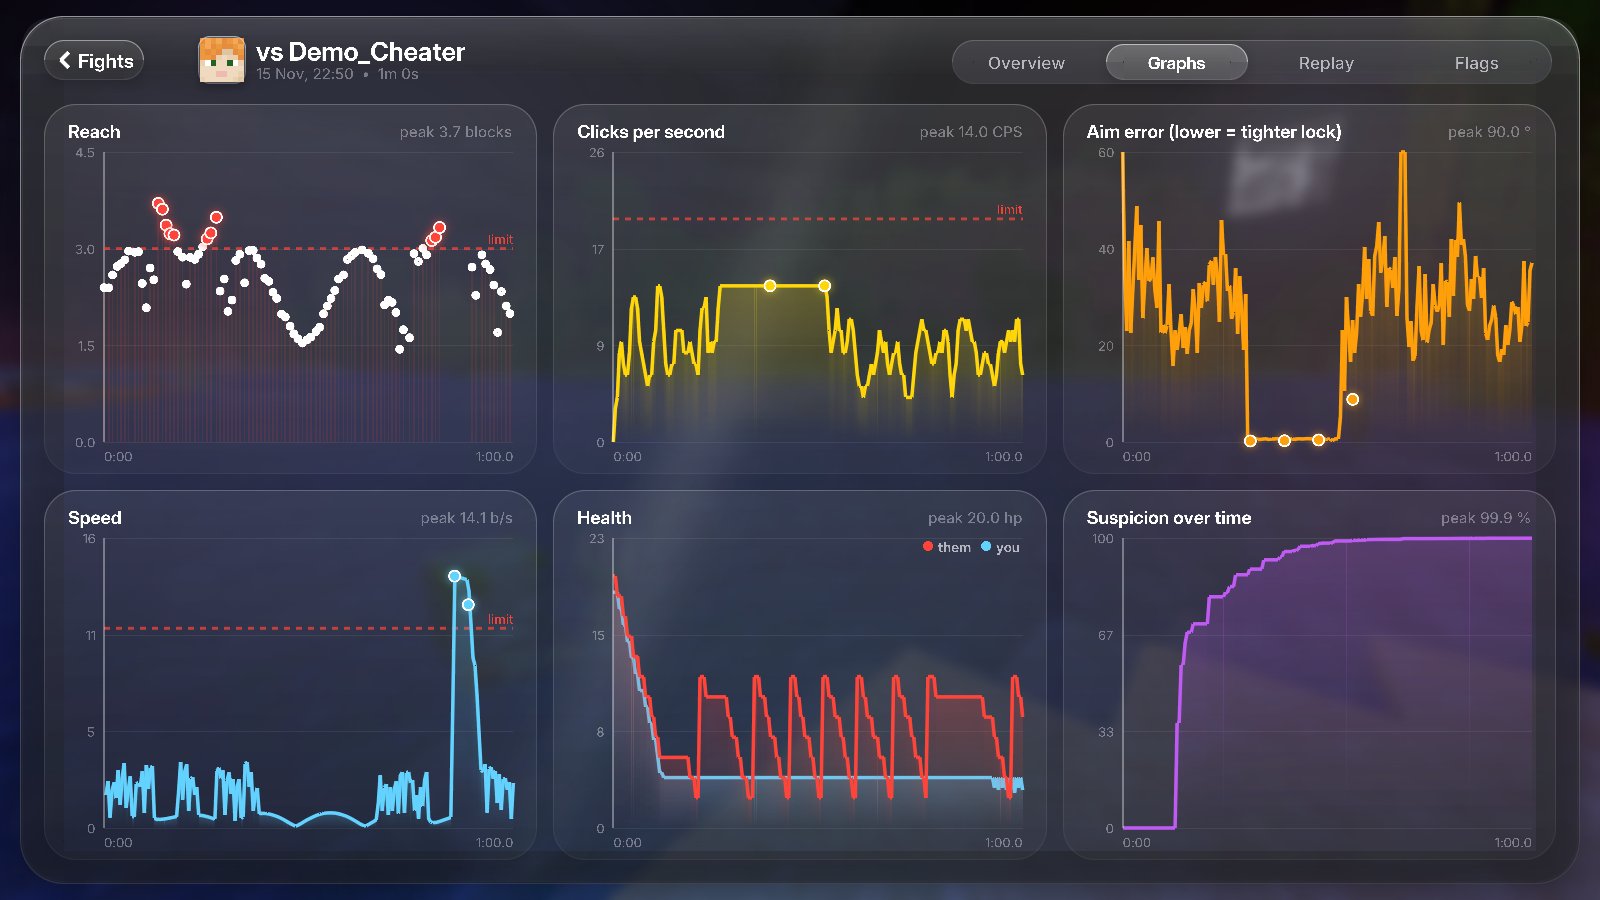 Fights
vs Demo_Cheater
15 Nov, 22:50 • 1m 0s
Overview
Graphs
Replay
Flags
Reach
peak 3.7 blocks
4.5
3.0
1.5
0.0
limit
0:00
1:00.0
Clicks per second
peak 14.0 CPS
26
17
9
0
limit
0:00
1:00.0
Aim error (lower = tighter lock)
peak 90.0 °
60
40
20
0
0:00
1:00.0
Speed
peak 14.1 b/s
16
11
5
0
limit
0:00
1:00.0
Health
peak 20.0 hp
them
you
23
15
8
0
0:00
1:00.0
Suspicion over time
peak 99.9 %
100
67
33
0
0:00
1:00.0